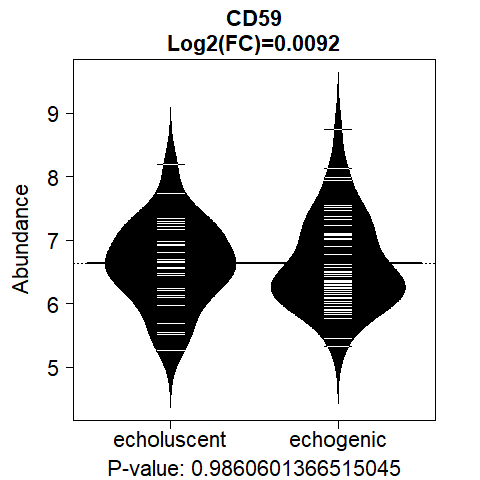 CD59
Log2(FC)=0.0092
Abundance
9
8
7
6
5
echoluscent echogenic
P-value: 0.9860601366515045